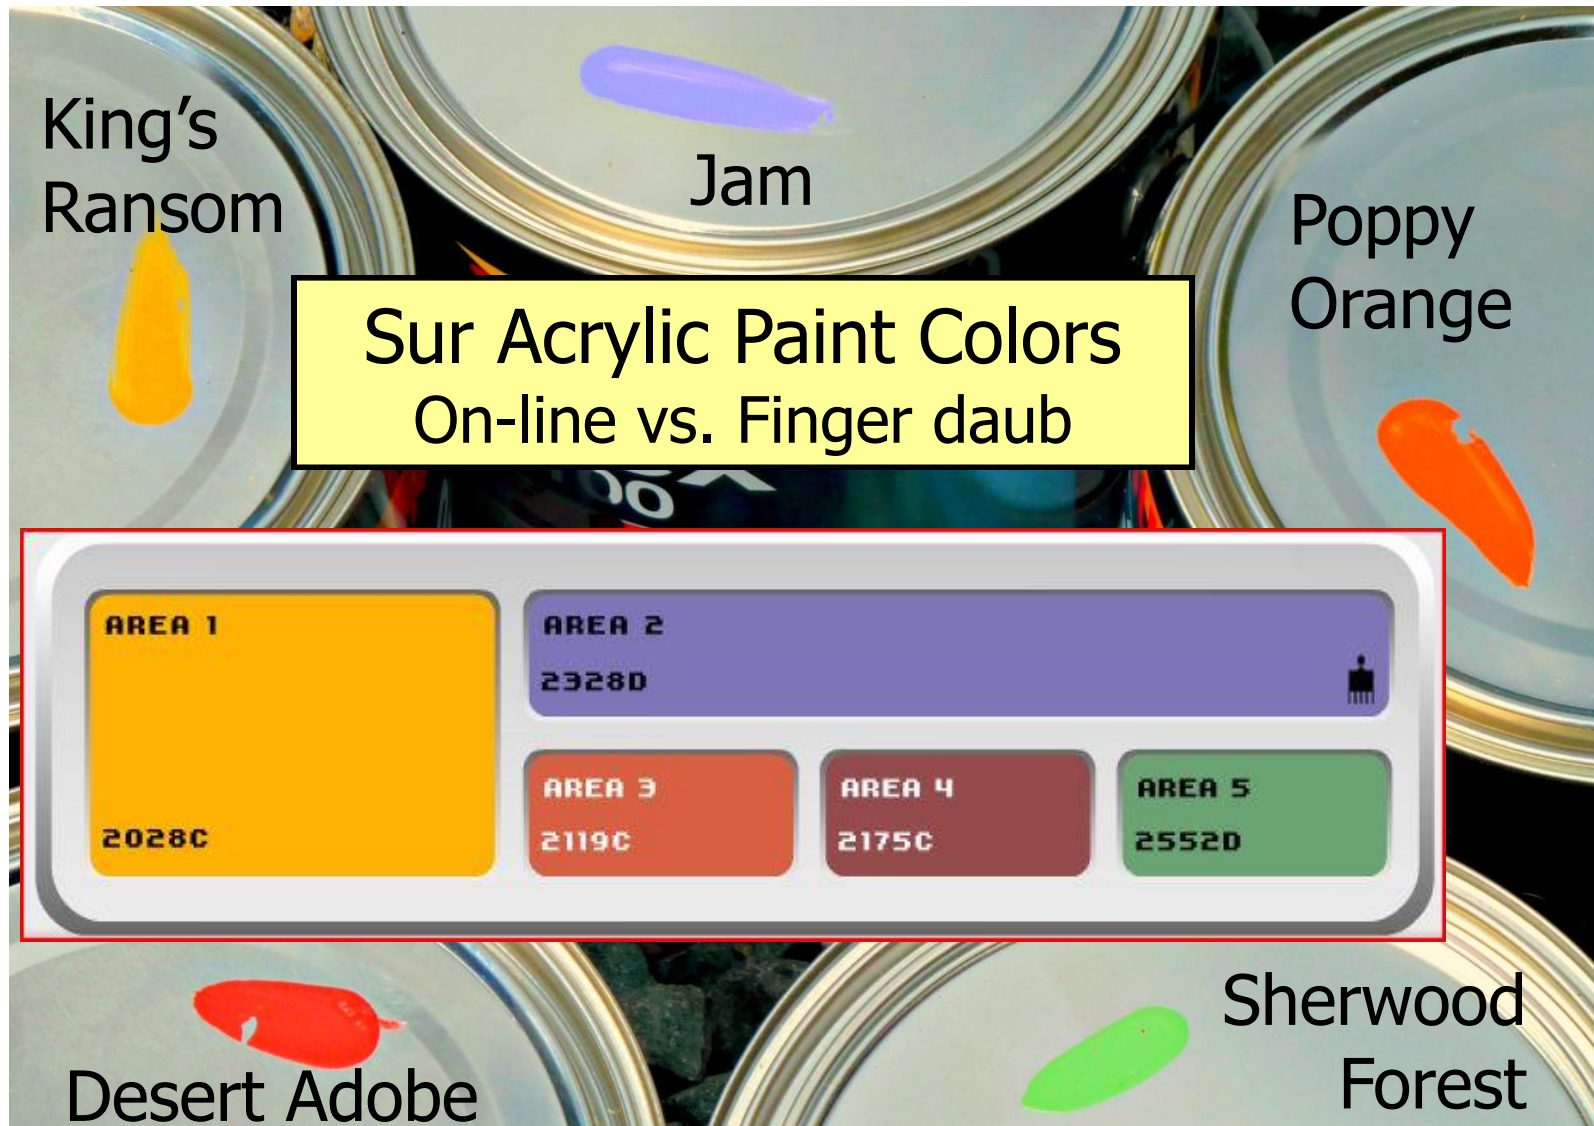 King’s
Ransom
Jam
Poppy
Orange
Sur Acrylic Paint Colors
On-line vs. Finger daub
AREA 1
2028C
AREA 2
2328D
AREA 3
2119C
AREA 4
2175C
AREA 5
2552D
Desert Adobe
Sherwood
Forest